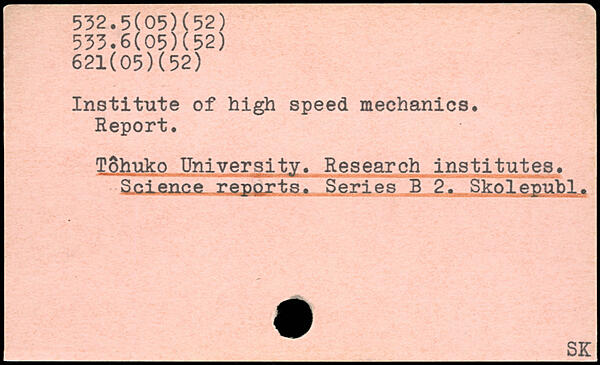 532.5(05)(52)
533.6(05)(52)
621(05)(52)
Institute of high speed mechanics.
Report.
Tôhuko University. Research institutes.
Science reports. Series B 2. Skolepubl.
SK